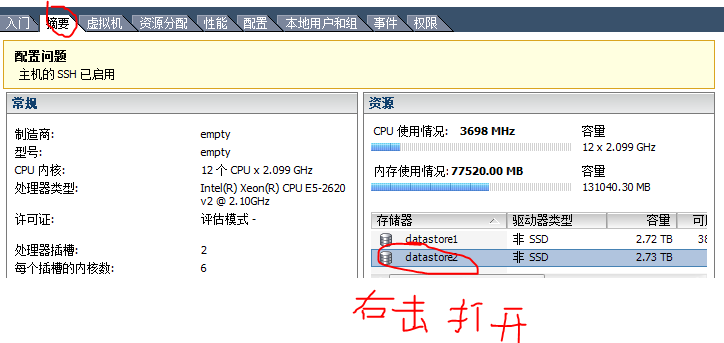 入门 摘要 虚拟机 资源分配 性能 配置 本地用户和组 事件 权限
配置问题
主机的 SSH 已启用
常规
制造商: empty
型号: empty
CPU 内核: 12 个 CPU x 2.099 GHz
处理器类型: Intel(R) Xeon(R) CPU E5-2620
v2 @ 2.10GHz
许可证: 评估模式 -
处理器插槽: 2
每个插槽的内核数: 6
资源
CPU 使用情况: 3698 MHz 容量
12 x 2.099 GHz
内存使用情况: 77520.00 MB 容量
131040.30 MB
存储器 驱动器类型 容量
datastore1 非 SSD 2.72 TB
datastore2 非 SSD 2.73 TB
右击 打开